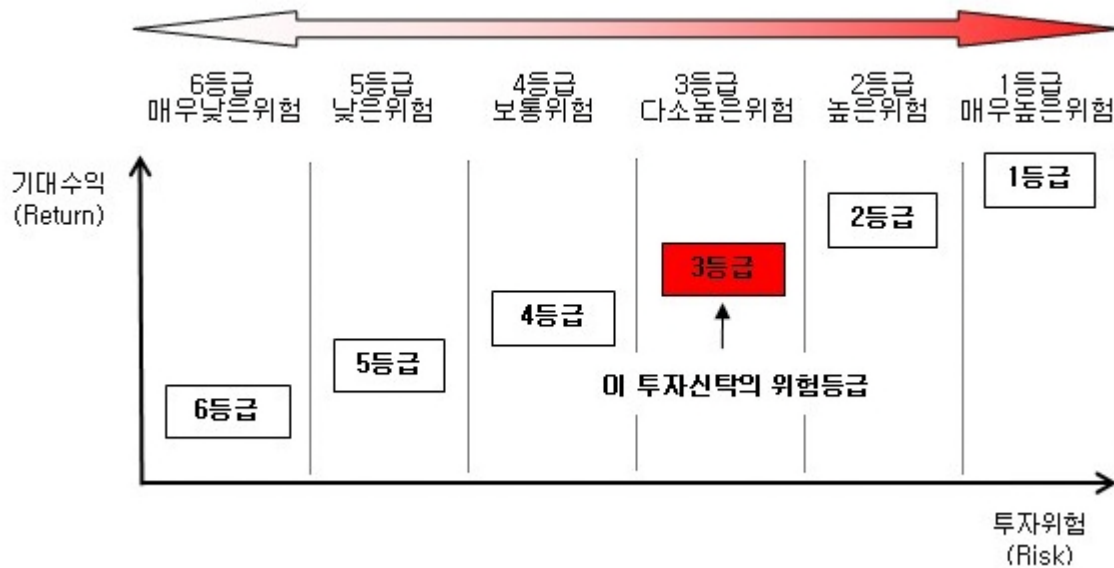 6등급 5등급 4등급 3등급 2등급 1등급
매우낮은위험 낮은위험 보통위험 다소높은위험 높은위험 매우높은위험
기대수익
(Return)
1등급
2등급
3등급
4등급
5등급
이 투자신탁의 위험등급
6등급
투자위험
(Risk)